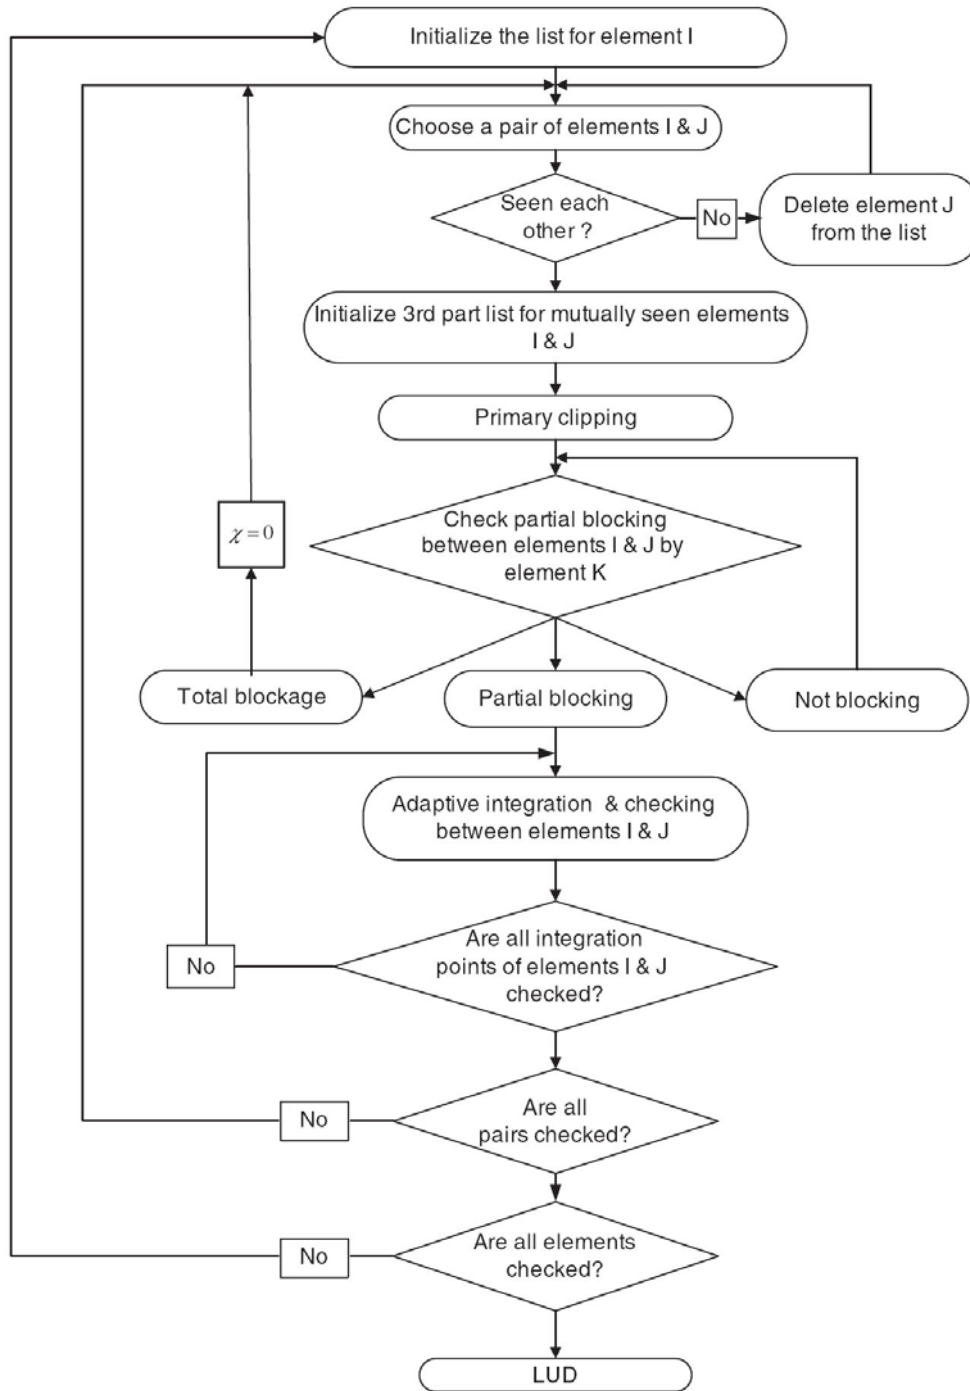 Initialize the list for element I
Choose a pair of elements I & J
Seen each
other ?
No
Delete element J
from the list
Initialize 3rd part list for mutually seen elements
I & J
Primary clipping
χ = 0
Check partial blocking
between elements I & J by
element K
Total blockage
Partial blocking
Not blocking
Adaptive integration & checking
between elements I & J
Are all integration
points of elements I & J
checked?
No
Are all
pairs checked?
No
Are all elements
checked?
No
LUD